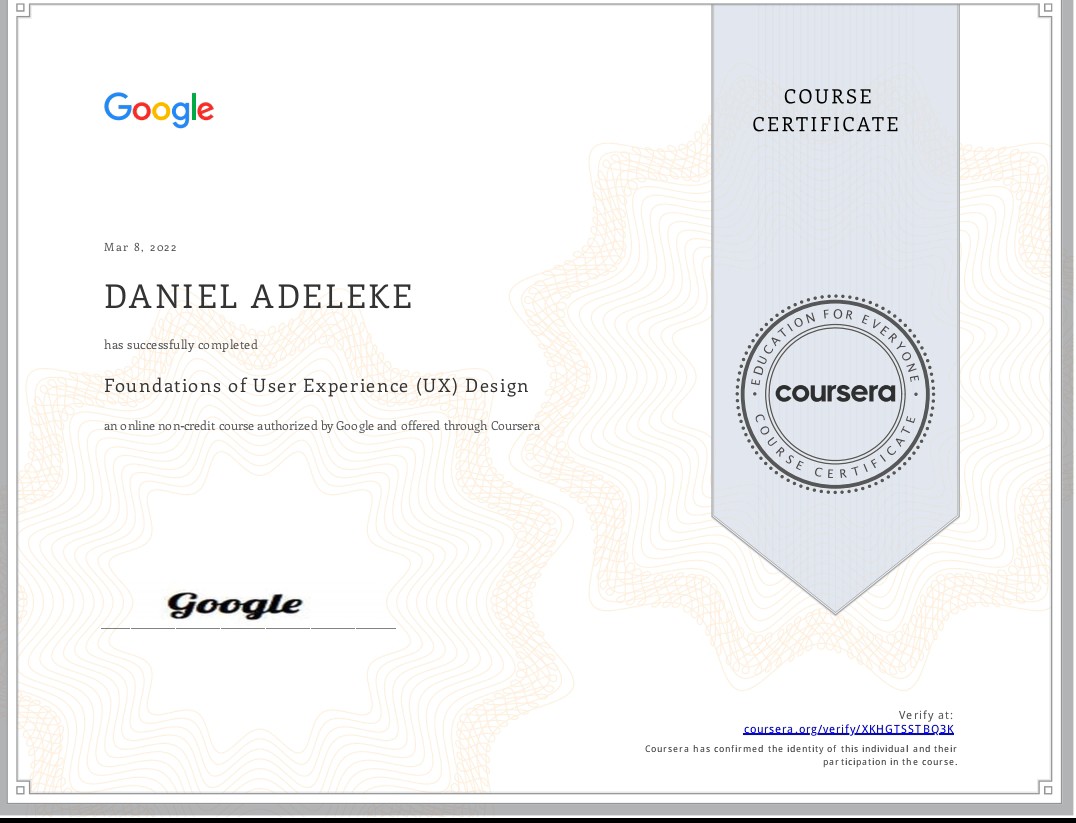 Google
COURSE
CERTIFICATE
Mar 8, 2022
DANIEL ADELEKE
has successfully completed
Foundations of User Experience (UX) Design
an online non-credit course authorized by Google and offered through Coursera
EDUCATION FOR EVERYONE
coursera
COURSE CERTIFICATE
Google
Verify at:
coursera.org/verify/XKHGTSSTBQ3K
Coursera has confirmed the identity of this individual and their
participation in the course.